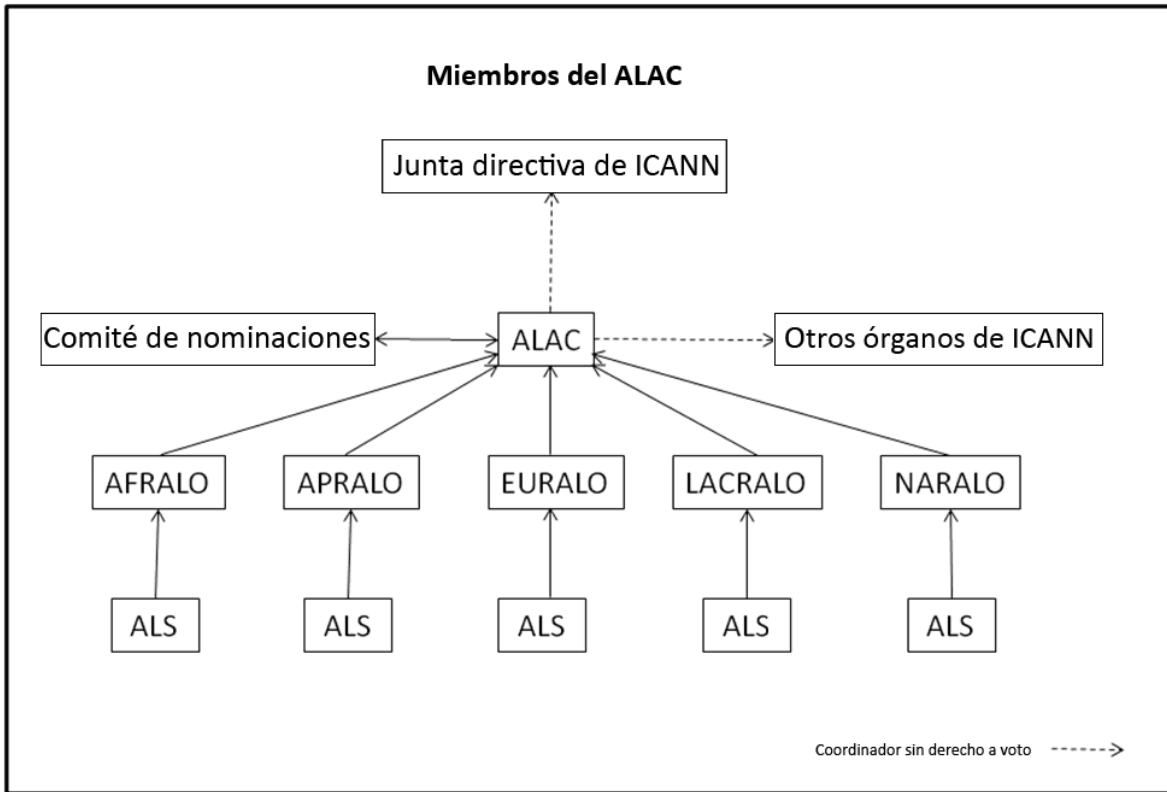 Miembros del ALAC
Junta directiva de ICANN
Comité de nominaciones
ALAC
Otros órganos de ICANN
AFRALO
APRALO
EURALO
LACRALO
NARALO
ALS
ALS
ALS
ALS
ALS
Coordinador sin derecho a voto